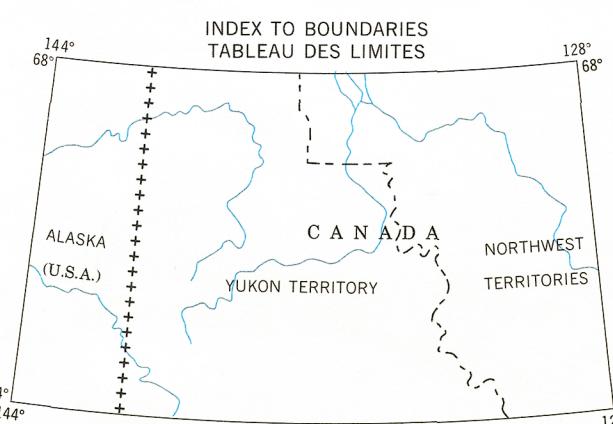 INDEX TO BOUNDARIES
TABLEAU DES LIMITES
144° 128°
68° 68°
CANADA
ALASKA
(U.S.A.)
NORTHWEST
TERRITORIES
YUKON TERRITORY
144°